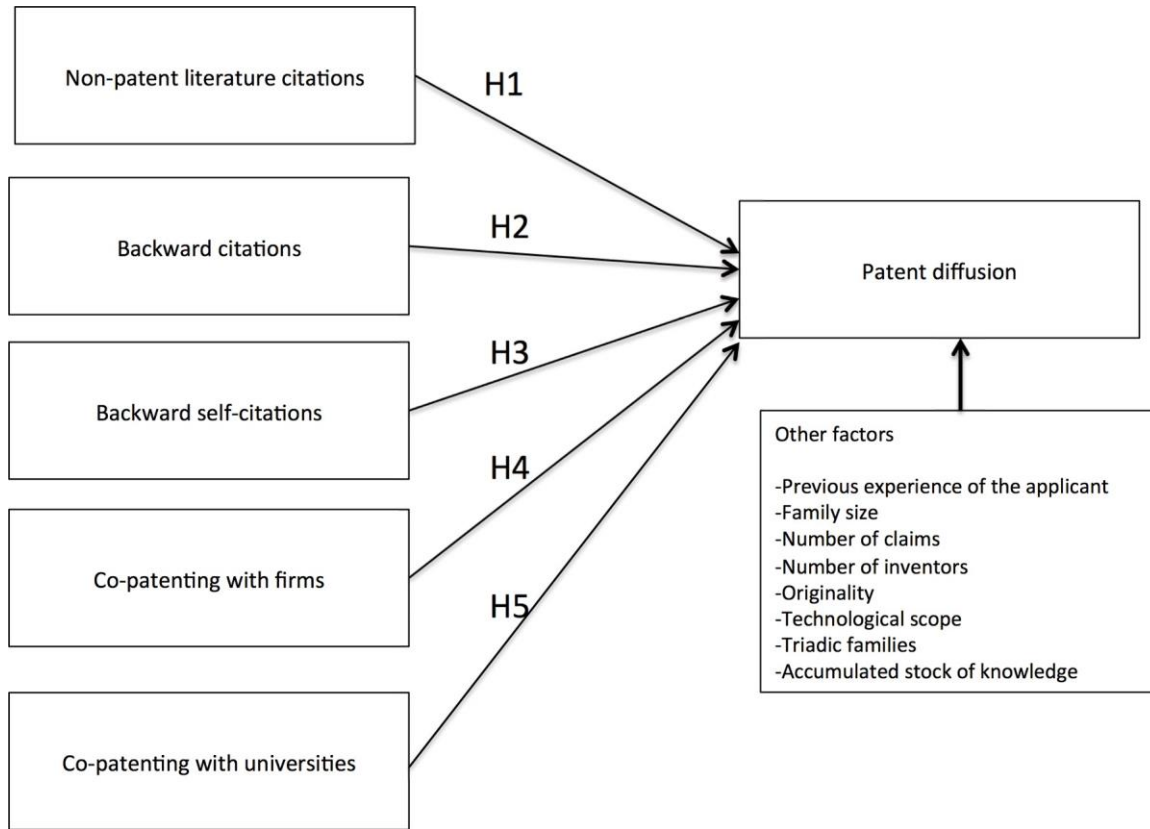 Non-patent literature citations
H1
Backward citations
H2
Patent diffusion
Backward self-citations
H3
Other factors
-Previous experience of the applicant
-Family size
-Number of claims
-Number of inventors
-Originality
-Technological scope
-Triadic families
-Accumulated stock of knowledge
Co-patenting with firms
H4
Co-patenting with universities
H5